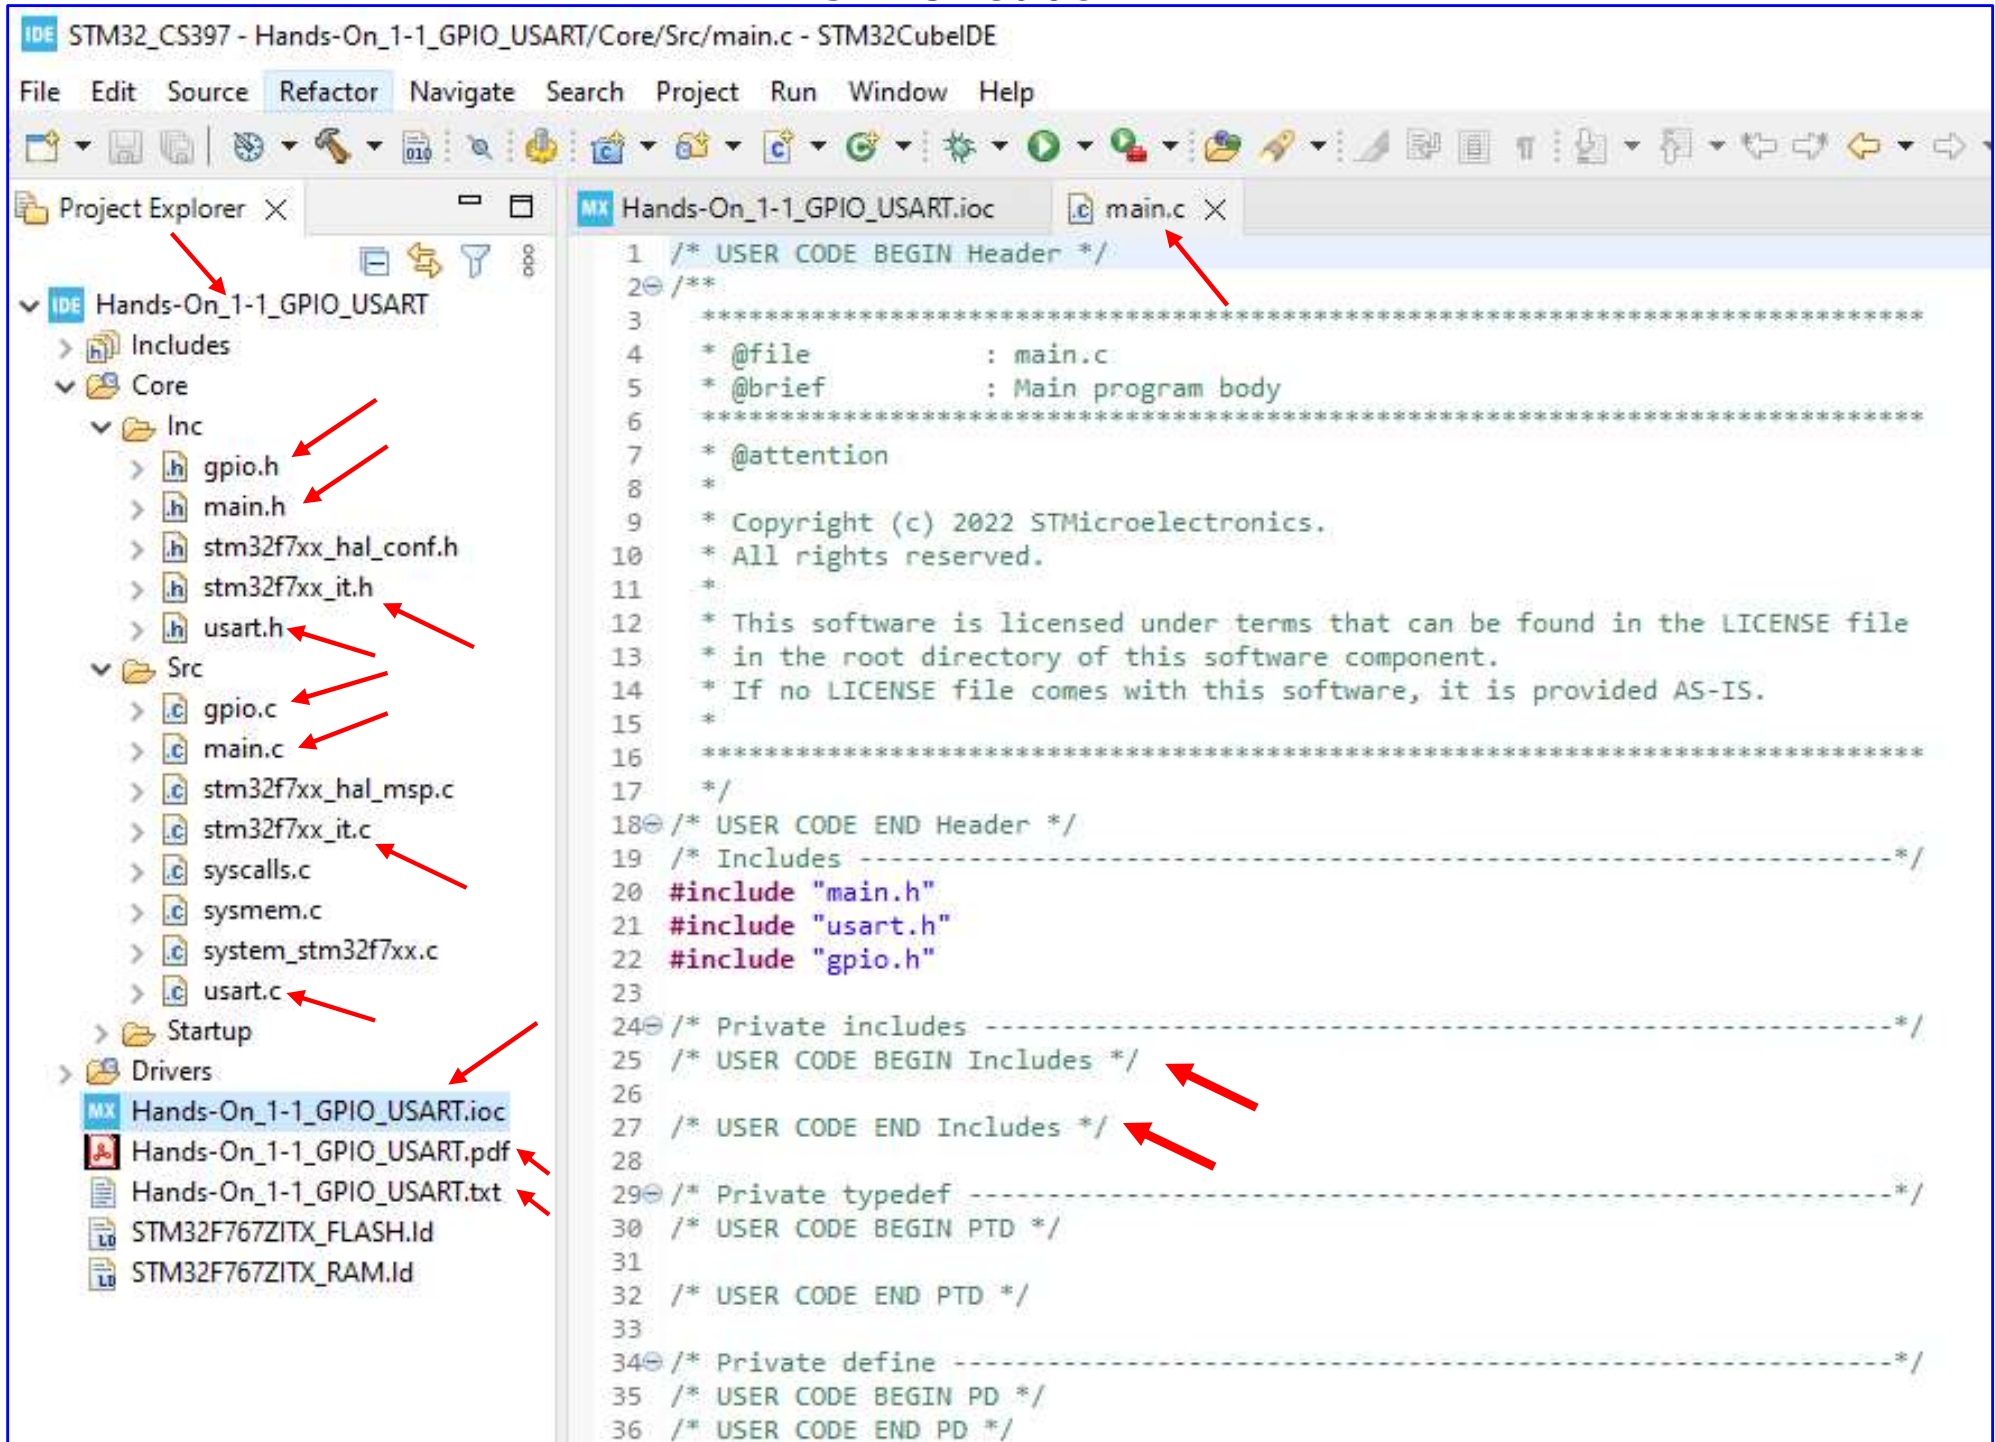 IDE STM32_CS397 - Hands-On_1-1_GPIO_USART/Core/Src/main.c - STM32CubeIDE
File Edit Source Refactor Navigate Search Project Run Window Help
010
Project Explorer
Hands-On_1-1_GPIO_USART.ioc
main.c
IDE Hands-On_1-1_GPIO_USART
Includes
Core
Inc
gpio.h
main.h
stm32f7xx_hal_conf.h
stm32f7xx_it.h
usart.h
Src
gpio.c
main.c
stm32f7xx_hal_msp.c
stm32f7xx_it.c
syscalls.c
sysmem.c
system_stm32f7xx.c
usart.c
Startup
Drivers
MX Hands-On_1-1_GPIO_USART.ioc
Hands-On_1-1_GPIO_USART.pdf
Hands-On_1-1_GPIO_USART.txt
STM32F767ZITX_FLASH.ld
STM32F767ZITX_RAM.ld
1 /* USER CODE BEGIN Header */
2 /**
3 ******************************************************************************
4 * @file : main.c
5 * @brief : Main program body
6 ******************************************************************************
7 * @attention
8 *
9 * Copyright (c) 2022 STMicroelectronics.
10 * All rights reserved.
11 *
12 * This software is licensed under terms that can be found in the LICENSE file
13 * in the root directory of this software component.
14 * If no LICENSE file comes with this software, it is provided AS-IS.
15 *
16 ******************************************************************************
17 */
18 /* USER CODE END Header */
19 /* Includes ------------------------------------------------------------------*/
20 #include "main.h"
21 #include "usart.h"
22 #include "gpio.h"
23
24 /* Private includes ----------------------------------------------------------*/
25 /* USER CODE BEGIN Includes */
26
27 /* USER CODE END Includes */
28
29 /* Private typedef -----------------------------------------------------------*/
30 /* USER CODE BEGIN PTD */
31
32 /* USER CODE END PTD */
33
34 /* Private define ------------------------------------------------------------*/
35 /* USER CODE BEGIN PD */
36 /* USER CODE END PD */